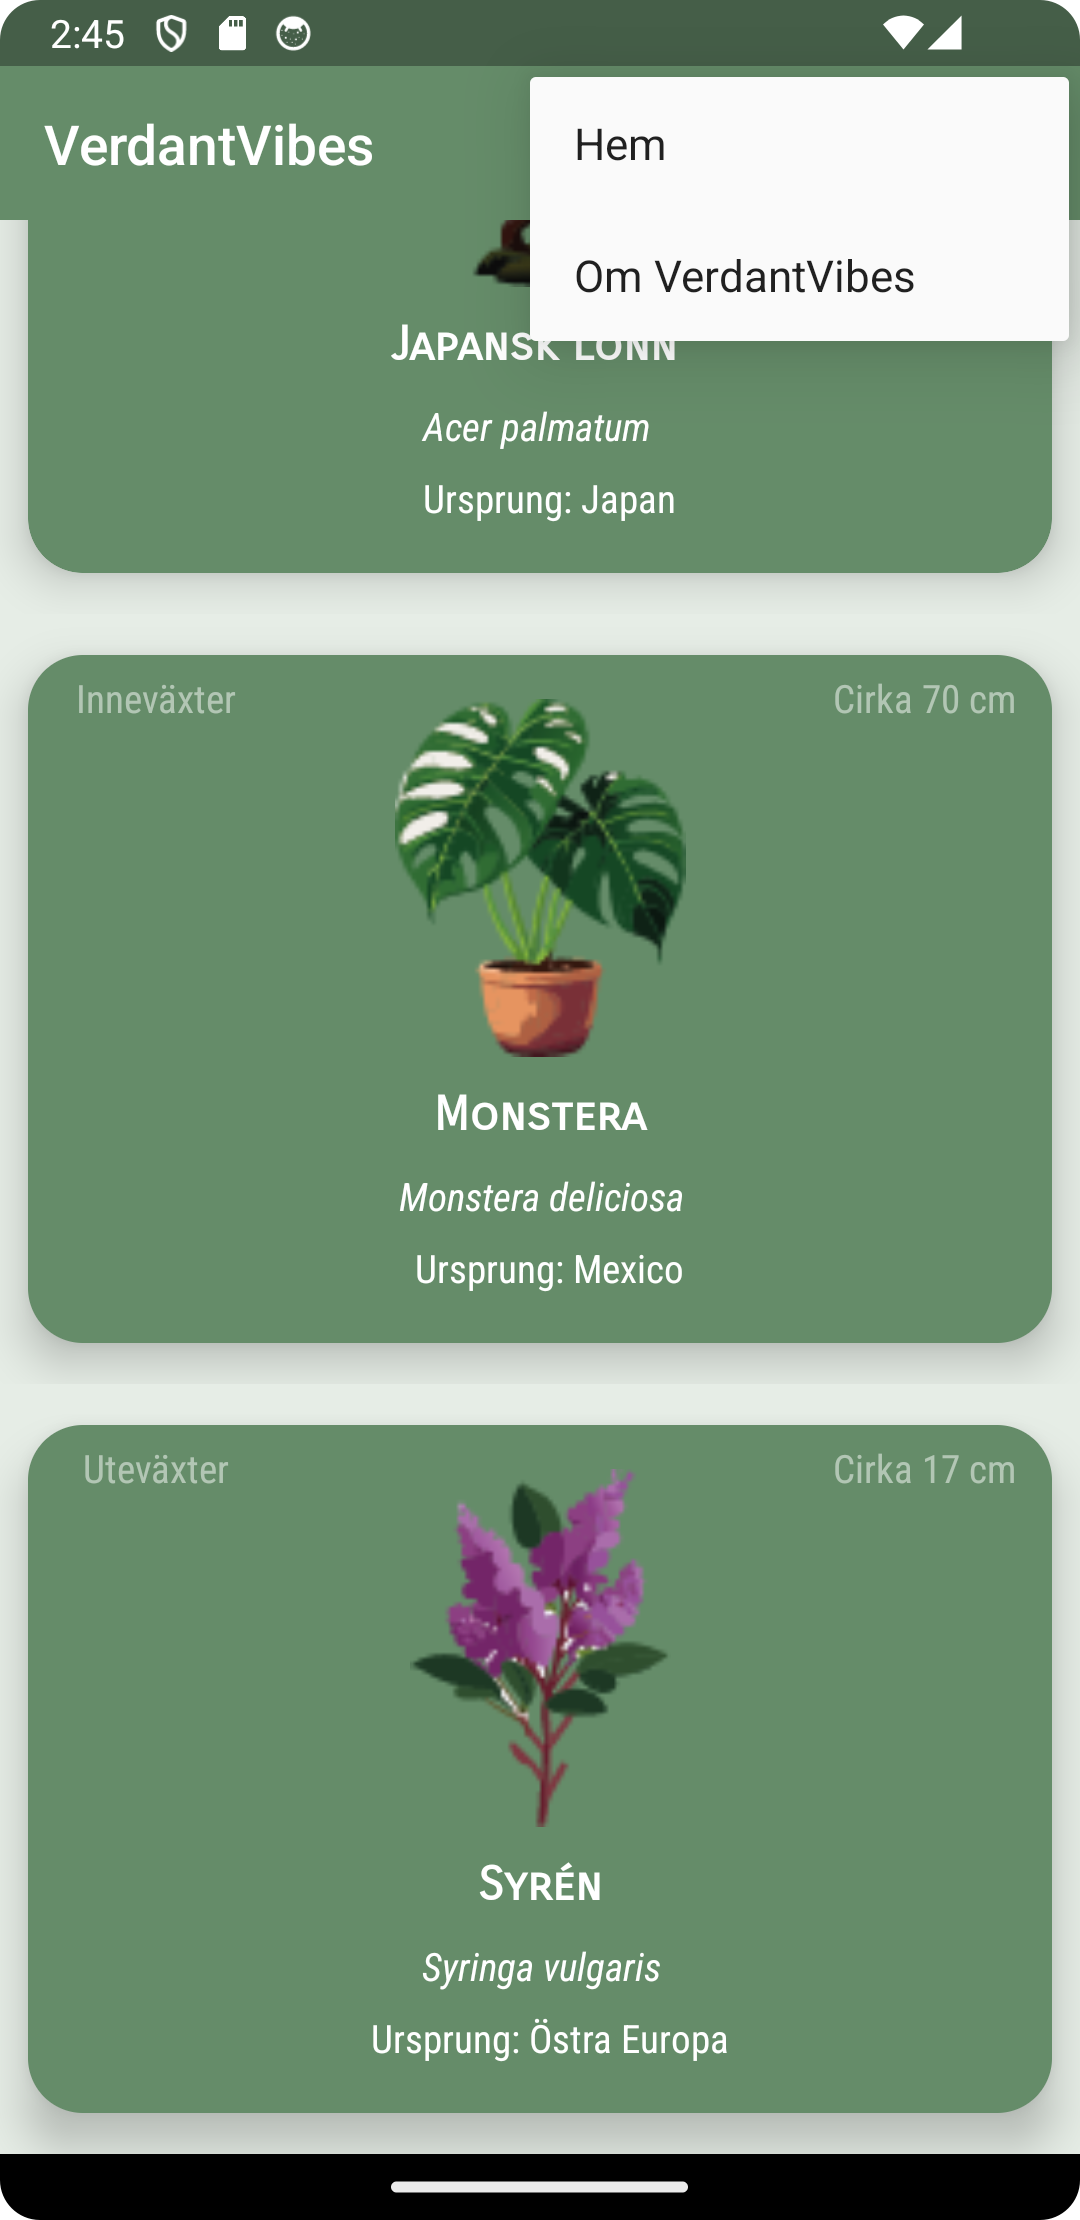 2:45
VerdantVibes
Hem
Om VerdantVibes
Japansk lönn
Acer palmatum
Ursprung: Japan
Inneväxter
Cirka 70 cm
Monstera
Monstera deliciosa
Ursprung: Mexico
Uteväxter
Cirka 17 cm
Syrén
Syringa vulgaris
Ursprung: Östra Europa